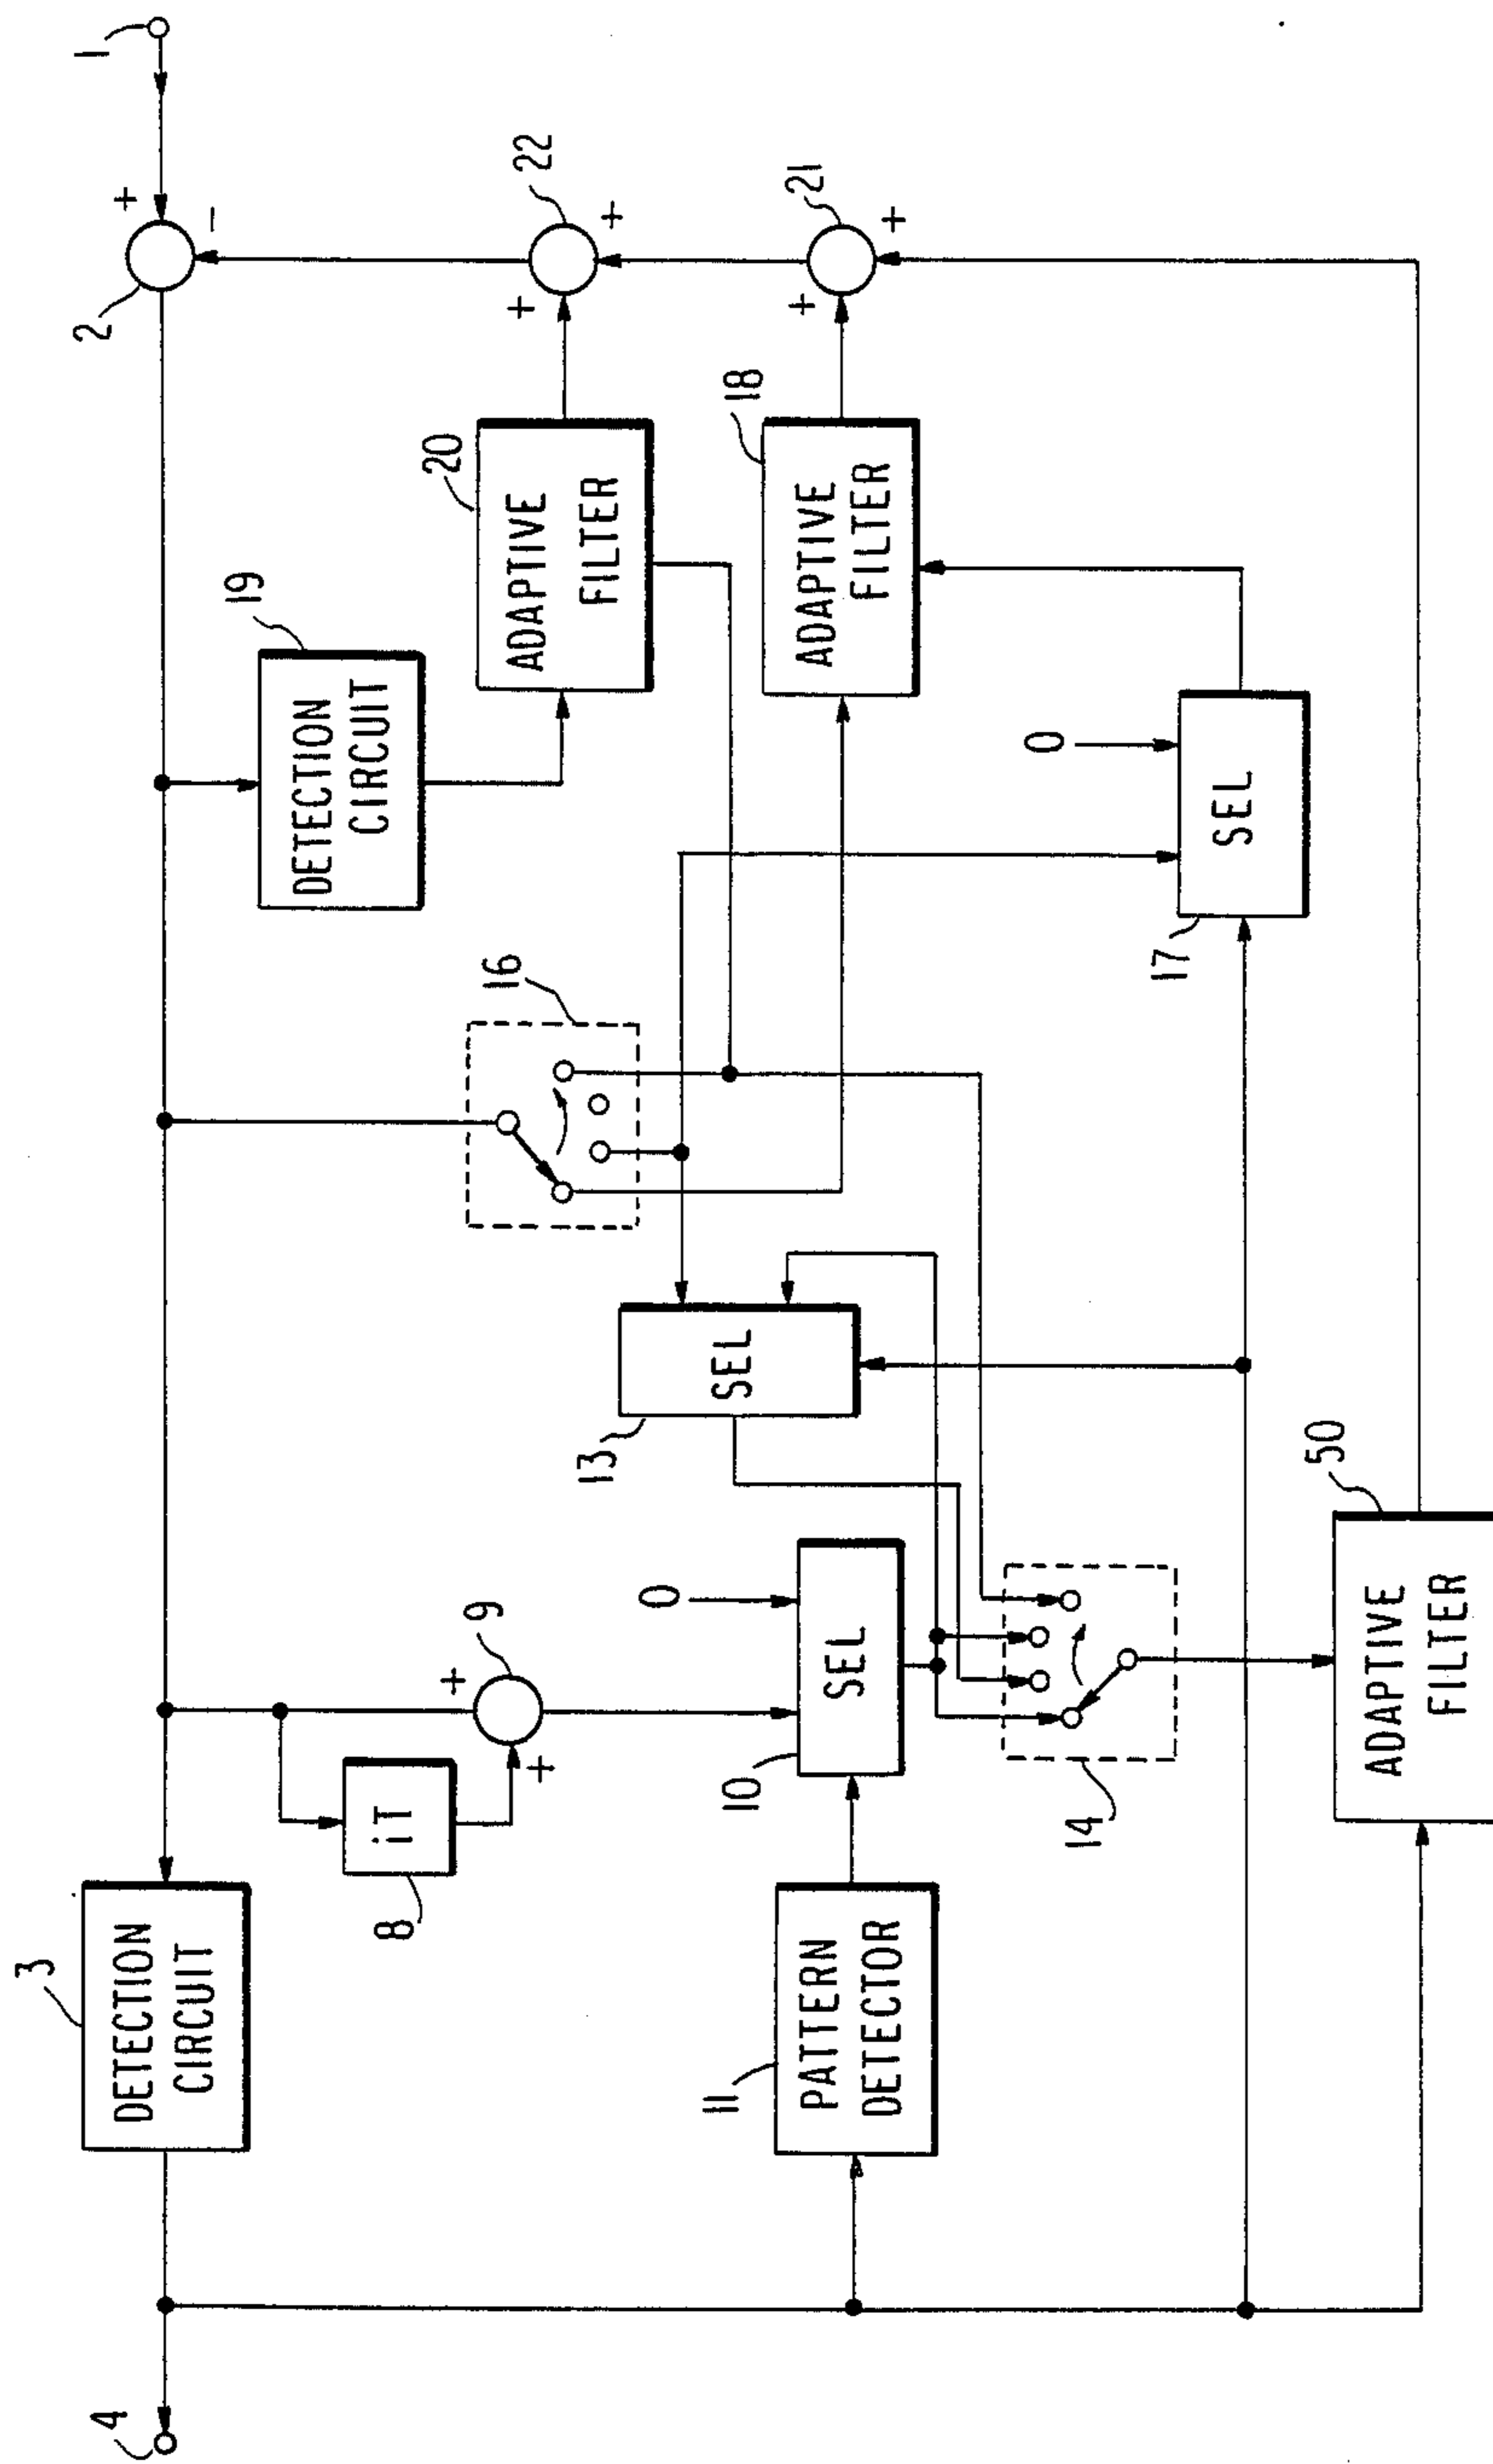 1
+
-
2
22
+
+
21
+
+
20
ADAPTIVE
FILTER
18
ADAPTIVE
FILTER
19
DETECTION
CIRCUIT
0
SEL
17
16
SEL
13
50
ADAPTIVE
FILTER
0
9
+
+
SEL
10
14
iT
8
3
DETECTION
CIRCUIT
11
PATTERN
DETECTOR
4